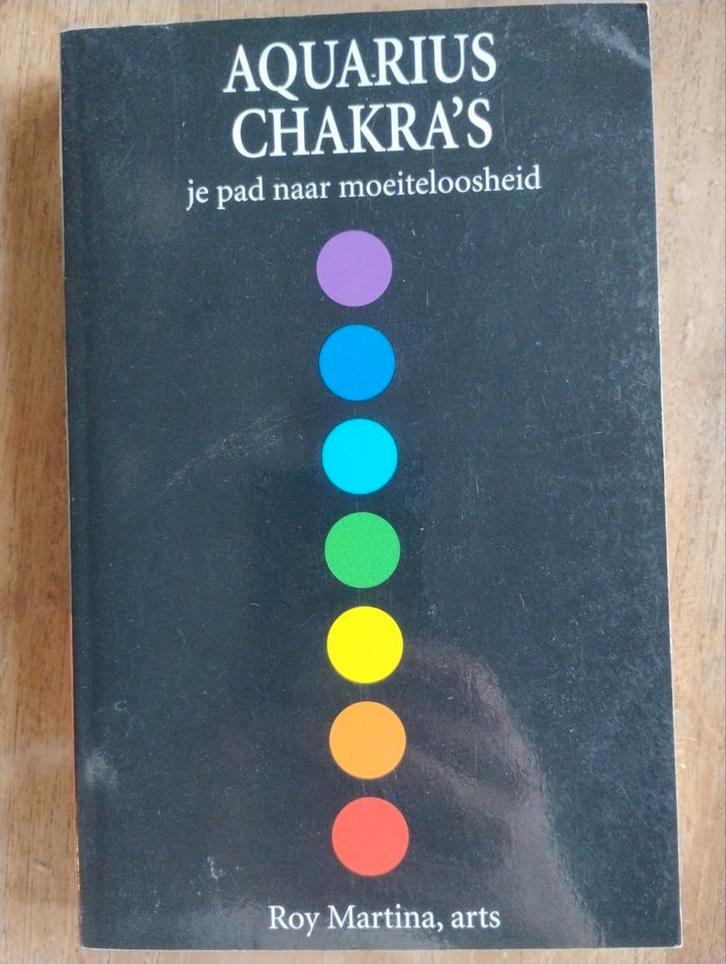 AQUARIUS
CHAKRA'S
je pad naar moeiteloosheid
Roy Martina, arts